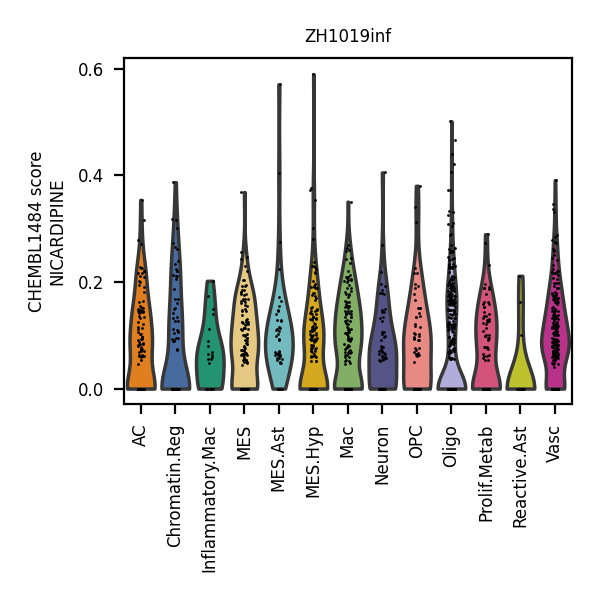 ZH1019inf
CHEMBL1484 score
NICARDIPINE
0.6
0.4
0.2
0.0
AC
Chromatin.Reg
Inflammatory.Mac
MES
MES.Ast
MES.Hyp
Mac
Neuron
OPC
Oligo
Prolif.Metab
Reactive.Ast
Vasc